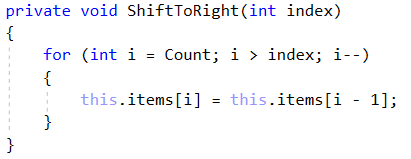 private void ShiftToRight(int index)
{
    for (int i = Count; i > index; i--)
    {
        this.items[i] = this.items[i - 1];
    }
}